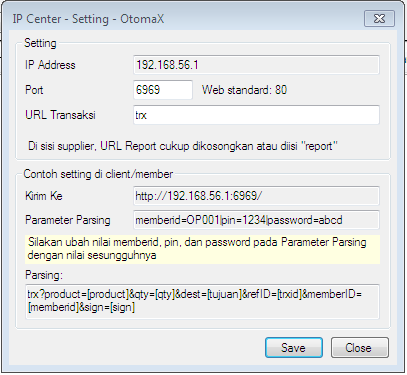 IP Center - Setting - OtomaX
Setting
IP Address
192.168.56.1
Port
6969
Web standard: 80
URL Transaksi
trx
Di sisi supplier, URL Report cukup dikosongkan atau diisi "report"
Contoh setting di client/member
Kirim Ke
http://192.168.56.1:6969/
Parameter Parsing
memberid=OP001|pin=1234|password=abcd
Silakan ubah nilai memberid, pin, dan password pada Parameter Parsing
dengan nilai sesungguhnya
Parsing:
trx?product=[product]&qty=[qty]&dest=[tujuan]&refID=[trxid]&memberID=
[memberid]&sign=[sign]
Save
Close